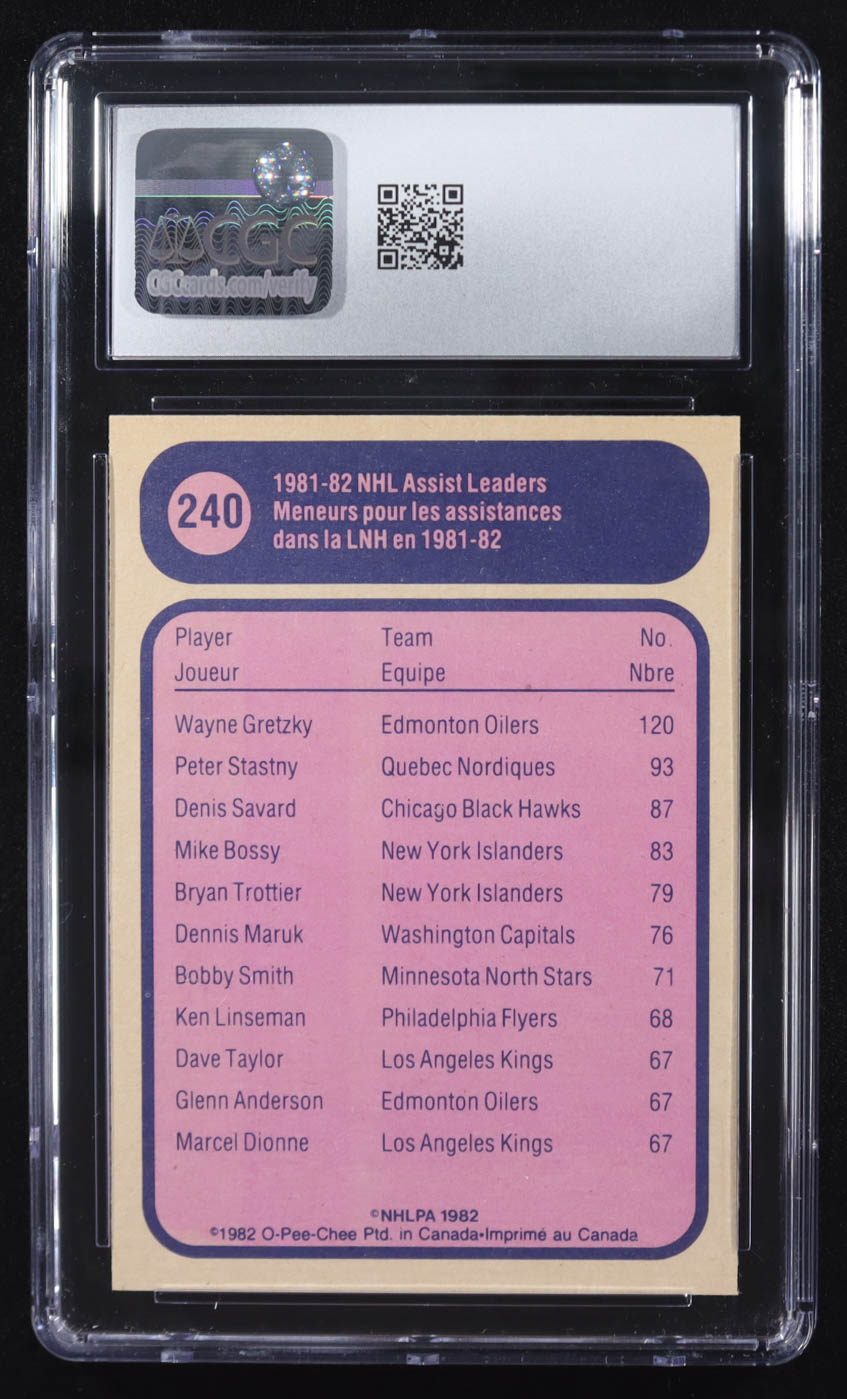 CGC
CGCcards.com/verify
240
1981-82 NHL Assist Leaders
Meneurs pour les assistances
dans la LNH en 1981-82
Player Team No.
Joueur Equipe Nbre
Wayne Gretzky Edmonton Oilers 120
Peter Stastny Quebec Nordiques 93
Denis Savard Chicago Black Hawks 87
Mike Bossy New York Islanders 83
Bryan Trottier New York Islanders 79
Dennis Maruk Washington Capitals 76
Bobby Smith Minnesota North Stars 71
Ken Linseman Philadelphia Flyers 68
Dave Taylor Los Angeles Kings 67
Glenn Anderson Edmonton Oilers 67
Marcel Dionne Los Angeles Kings 67
©NHLPA 1982
©1982 O-Pee-Chee Ptd. in Canada•Imprimé au Canada